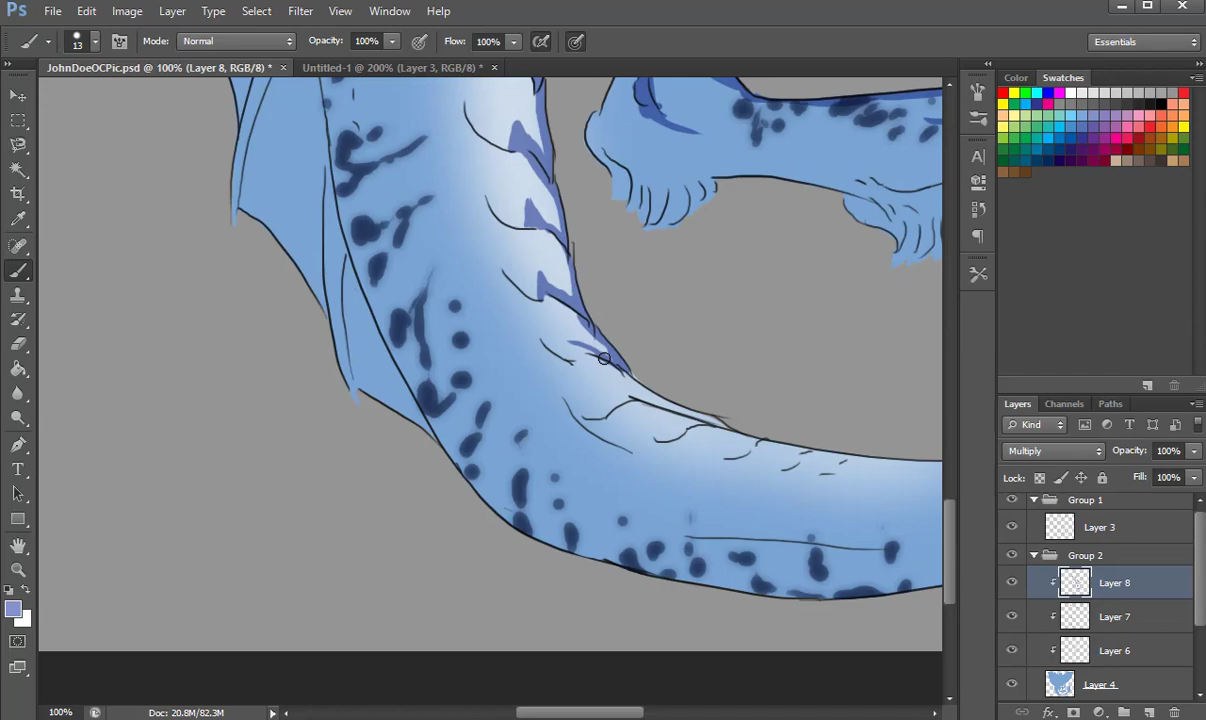 Ps File Edit Image Layer Type Select Filter View Window Help
13 Mode: Normal Opacity: 100% Flow: 100% Essentials
JohnDoeOCPic.psd @ 100% (Layer 8, RGB/8) * × Untitled-1 @ 200% (Layer 3, RGB/8) * ×
Color Swatches
Layers Channels Paths
Kind
Multiply Opacity: 100%
Lock: Fill: 100%
Group 1
Layer 3
Group 2
Layer 8
Layer 7
Layer 6
Layer 4
100% Doc: 20.8M/82.3M